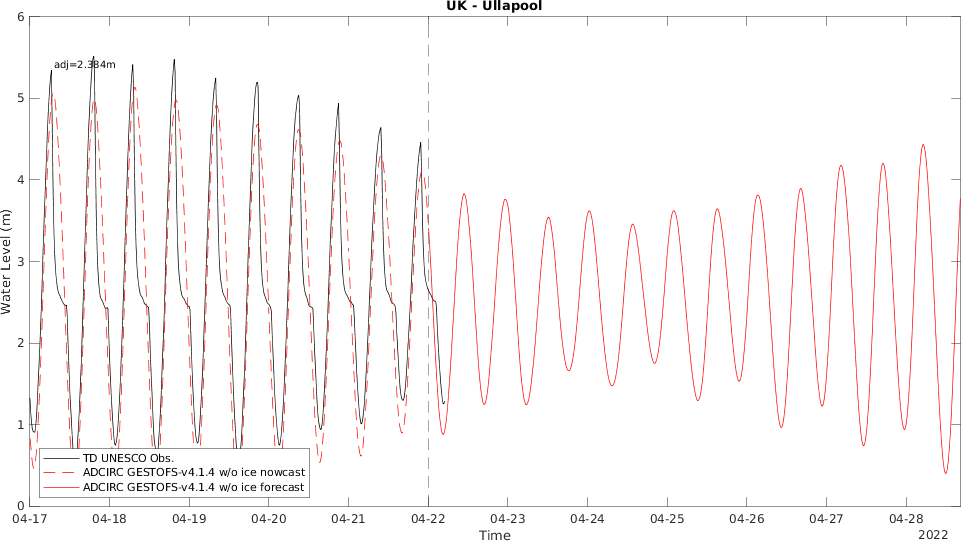 UK - Ullapool
6
adj=2.384m
5
4
3
2
1
0
Water Level (m)
TD UNESCO Obs.
ADCIRC GESTOFS-v4.1.4 w/o ice nowcast
ADCIRC GESTOFS-v4.1.4 w/o ice forecast
04-17 04-18 04-19 04-20 04-21 04-22 04-23 04-24 04-25 04-26 04-27 04-28
Time
2022